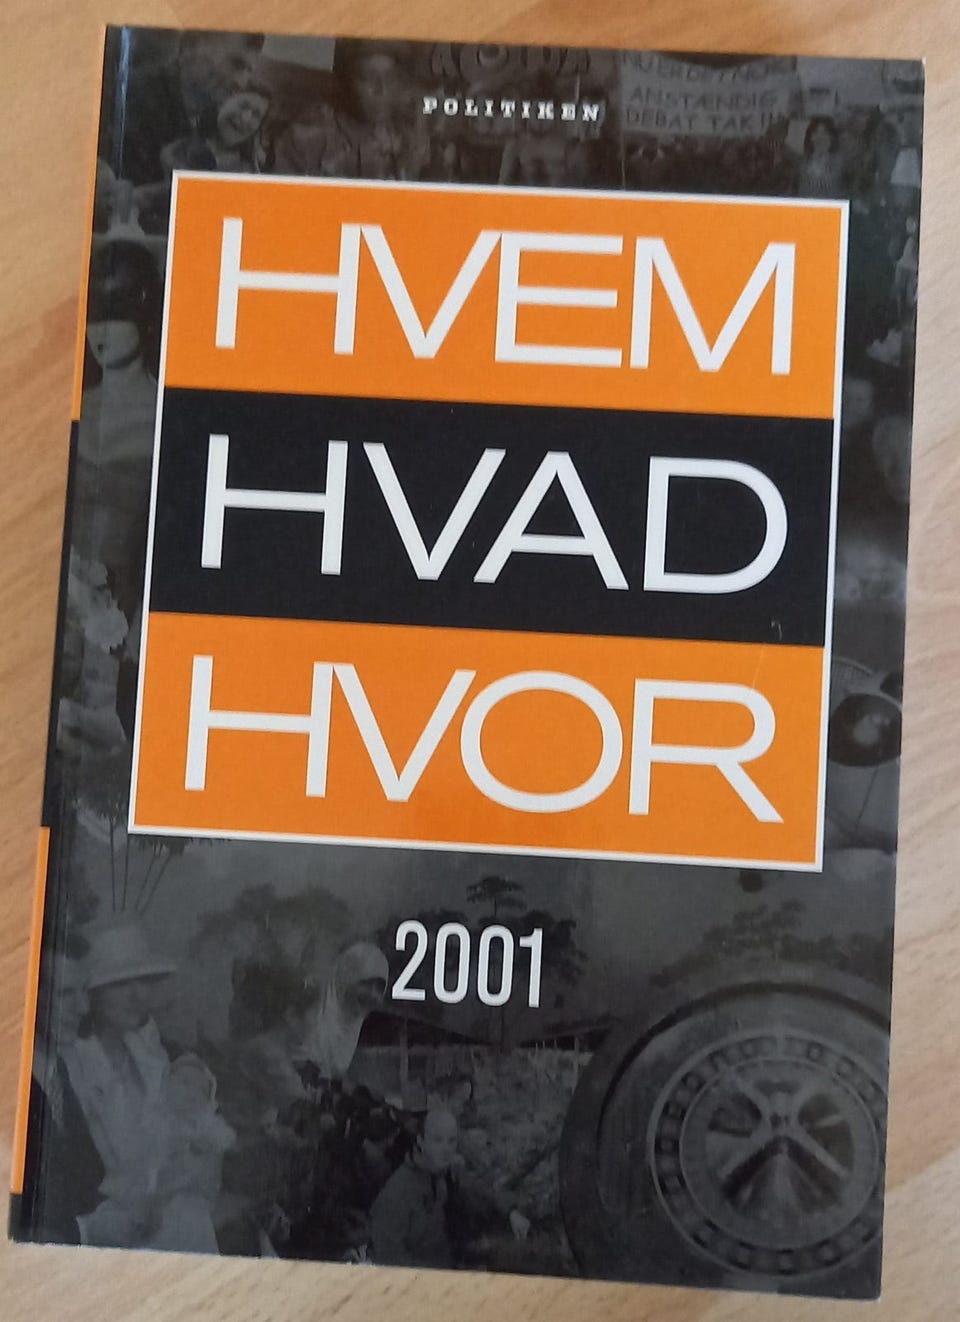 POLITIKEN
ANSTÆNDIG
DEBAT TAK!!
HVEM
HVAD
HVOR
2001